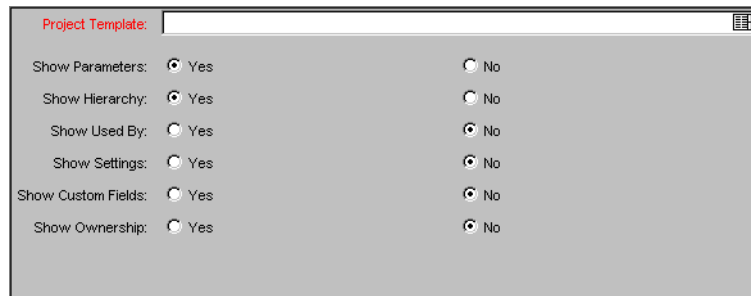 Project Template:
Show Parameters: Yes No
Show Hierarchy: Yes No
Show Used By: Yes No
Show Settings: Yes No
Show Custom Fields: Yes No
Show Ownership: Yes No